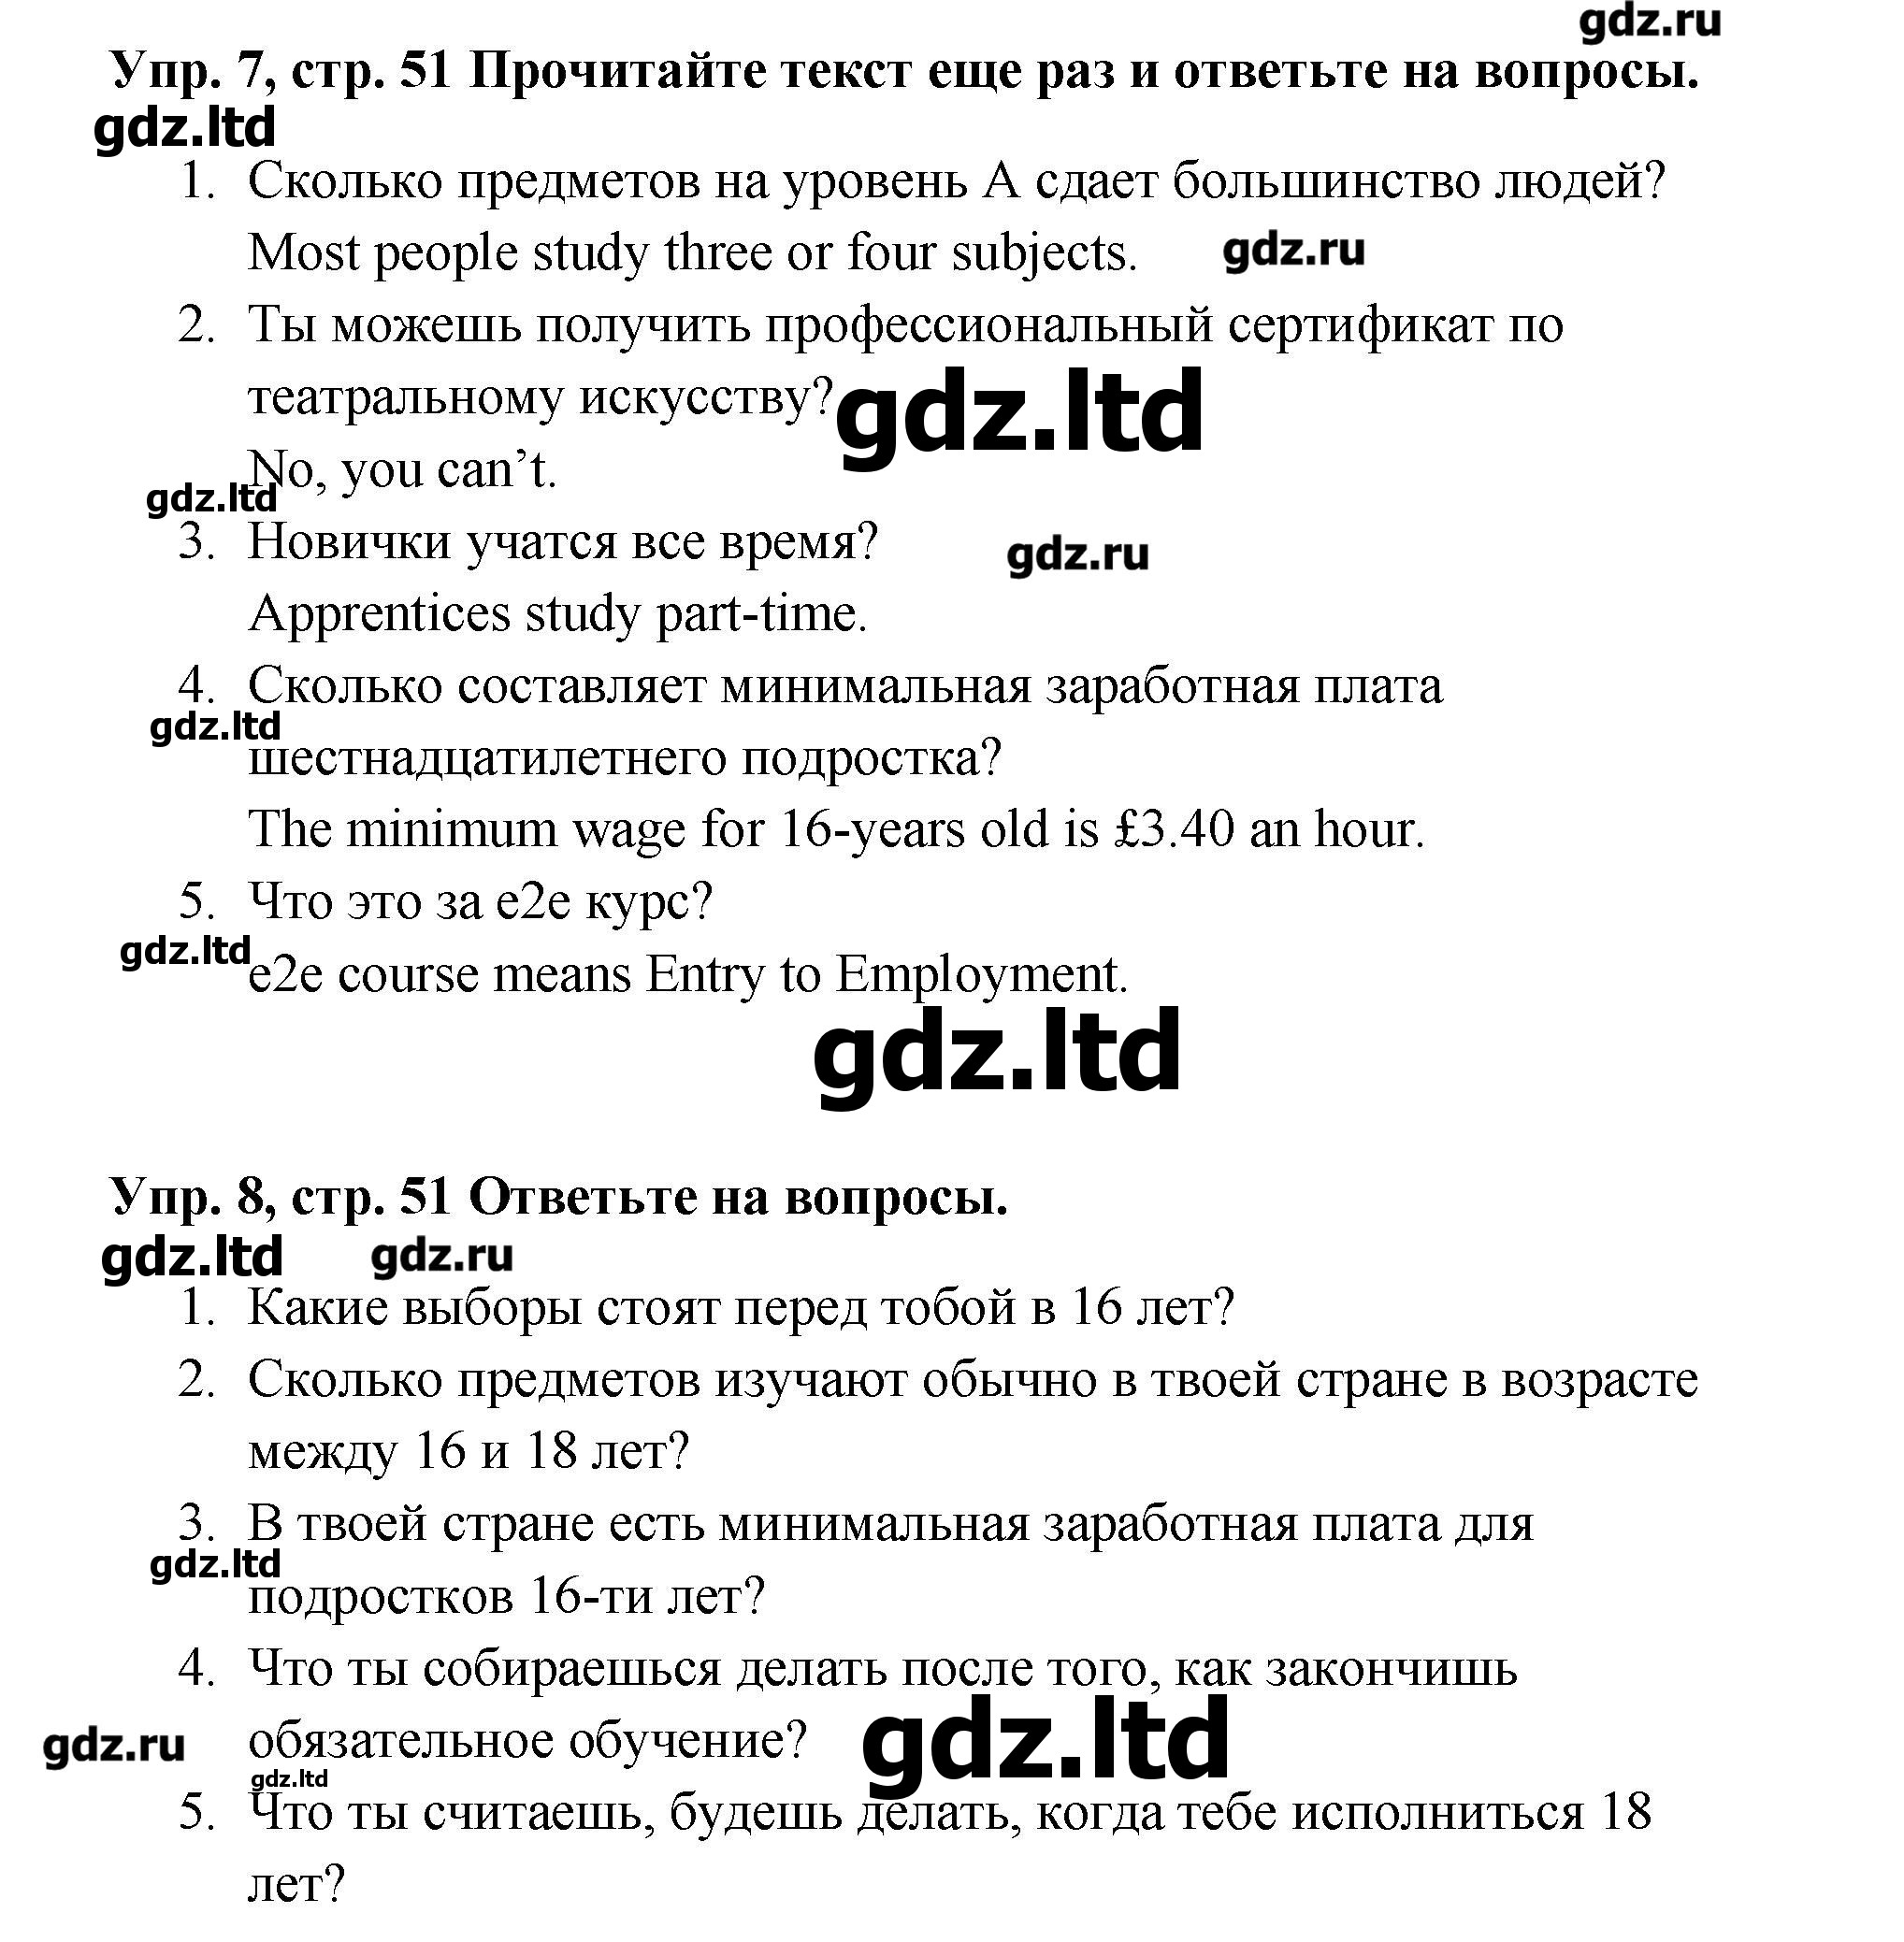 gdz.ru
Упр. 7, стр. 51 Прочитайте текст еще раз и ответьте на вопросы.
gdz.ltd
1. Сколько предметов на уровень А сдает большинство людей?
Most people study three or four subjects. gdz.ru
2. Ты можешь получить профессиональный сертификат по
театральному искусству? gdz.ltd
No, you can’t.
gdz.ltd
3. Новички учатся все время? gdz.ru
Apprentices study part-time.
4. Сколько составляет минимальная заработная плата
gdz.ltd
шестнадцатилетнего подростка?
The minimum wage for 16-years old is £3.40 an hour.
5. Что это за e2e курс?
gdz.ltd
e2e course means Entry to Employment.
gdz.ltd
Упр. 8, стр. 51 Ответьте на вопросы.
gdz.ltd gdz.ru
1. Какие выборы стоят перед тобой в 16 лет?
2. Сколько предметов изучают обычно в твоей стране в возрасте
между 16 и 18 лет?
3. В твоей стране есть минимальная заработная плата для
gdz.ltd
подростков 16-ти лет?
4. Что ты собираешься делать после того, как закончишь
gdz.ru обязательное обучение? gdz.ltd
gdz.ltd
5. Что ты считаешь, будешь делать, когда тебе исполниться 18
лет?